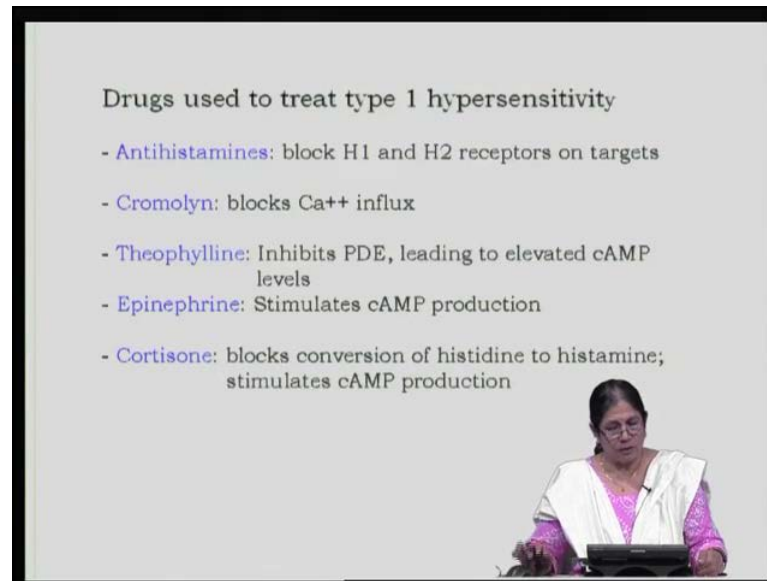 Drugs used to treat type 1 hypersensitivity
- Antihistamines: block H1 and H2 receptors on targets
- Cromolyn: blocks Ca++ influx
- Theophylline: Inhibits PDE, leading to elevated cAMP
levels
- Epinephrine: Stimulates cAMP production
- Cortisone: blocks conversion of histidine to histamine;
stimulates cAMP production